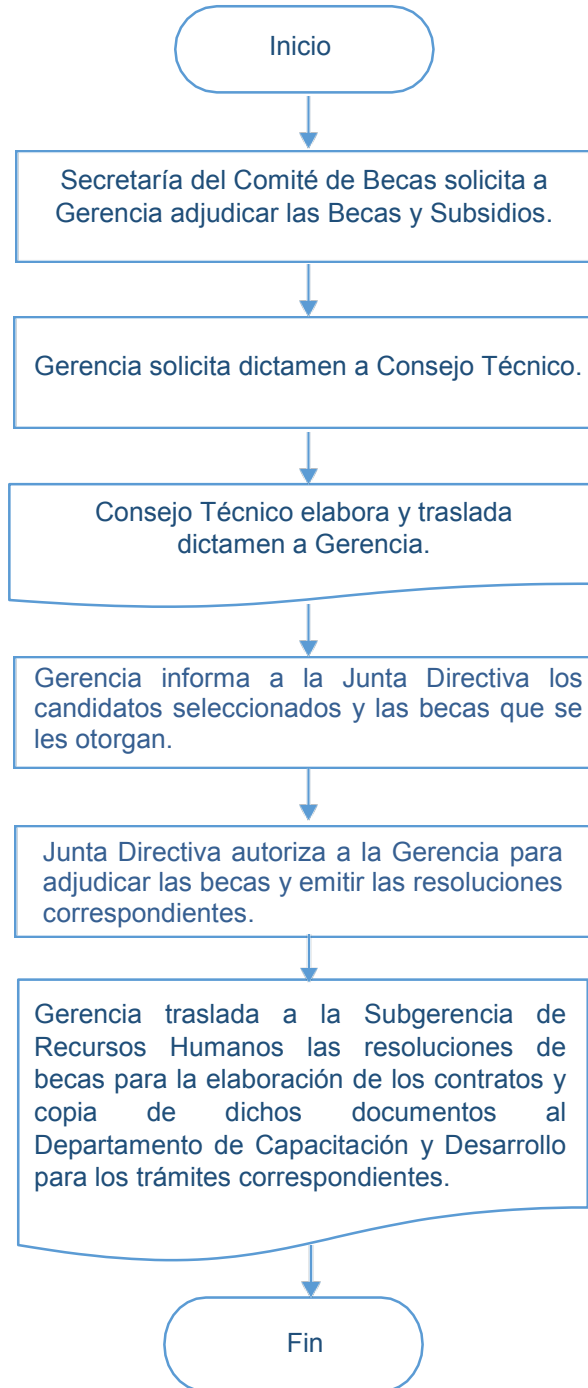 Inicio
Secretaría del Comité de Becas solicita a
Gerencia adjudicar las Becas y Subsidios.
Gerencia solicita dictamen a Consejo Técnico.
Consejo Técnico elabora y traslada
dictamen a Gerencia.
Gerencia informa a la Junta Directiva los
candidatos seleccionados y las becas que se
les otorgan.
Junta Directiva autoriza a la Gerencia para
adjudicar las becas y emitir las resoluciones
correspondientes.
Gerencia traslada a la Subgerencia de
Recursos Humanos las resoluciones de
becas para la elaboración de los contratos y
copia de dichos documentos al
Departamento de Capacitación y Desarrollo
para los trámites correspondientes.
Fin